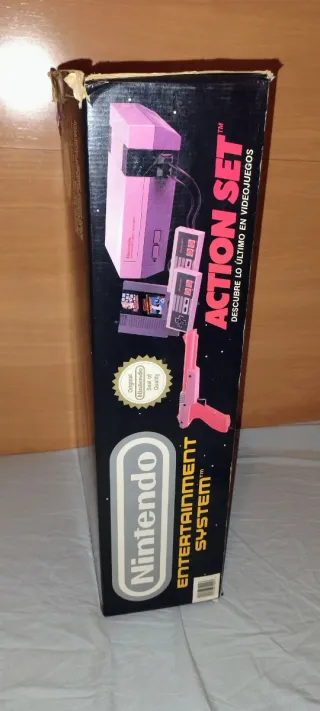 Nintendo
ENTERTAINMENT
SYSTEM™
Original
Nintendo
Seal of
Quality
ACTION SET™
DESCUBRE LO ÚLTIMO EN VIDEOJUEGOS